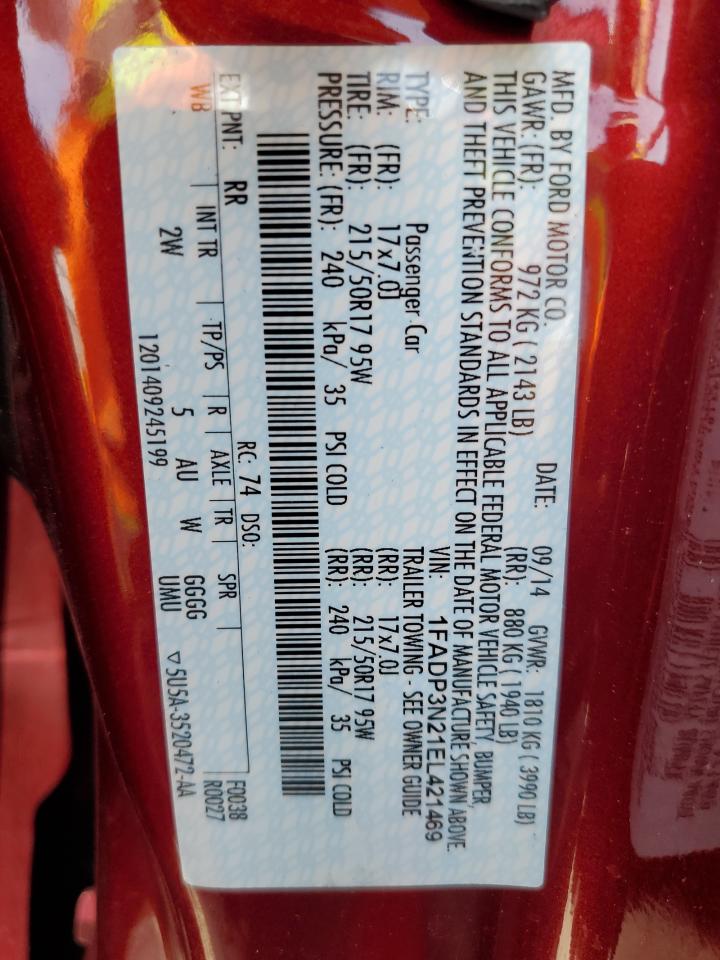 MFD. BY FORD MOTOR CO.
DATE: 09/14 GVWR: 1810 KG ( 3990 LB)
GAWR: (FR): 972 KG ( 2143 LB) (RR): 880 KG ( 1940 LB)
THIS VEHICLE CONFORMS TO ALL APPLICABLE FEDERAL MOTOR VEHICLE SAFETY, BUMPER,
AND THEFT PREVENTION STANDARDS IN EFFECT ON THE DATE OF MANUFACTURE SHOWN ABOVE.
VIN: 1FADP3N21EL421469
TYPE: Passenger Car TRAILER TOWING - SEE OWNER GUIDE
RIM: (FR): 17x7.0J (RR): 17x7.0J
TIRE: (FR): 215/50R17 95W (RR): 215/50R17 95W
PRESSURE: (FR): 240 kPa/ 35 PSI COLD (RR): 240 kPa/ 35 PSI COLD
EXT PNT: RR RC: 74 DSO: F0038
WB INT TR TP/PS R AXLE TR SPR R0027
2W 5 AU W GGGG
UMU
1201409245199 ▽5U5A-3520472-AA